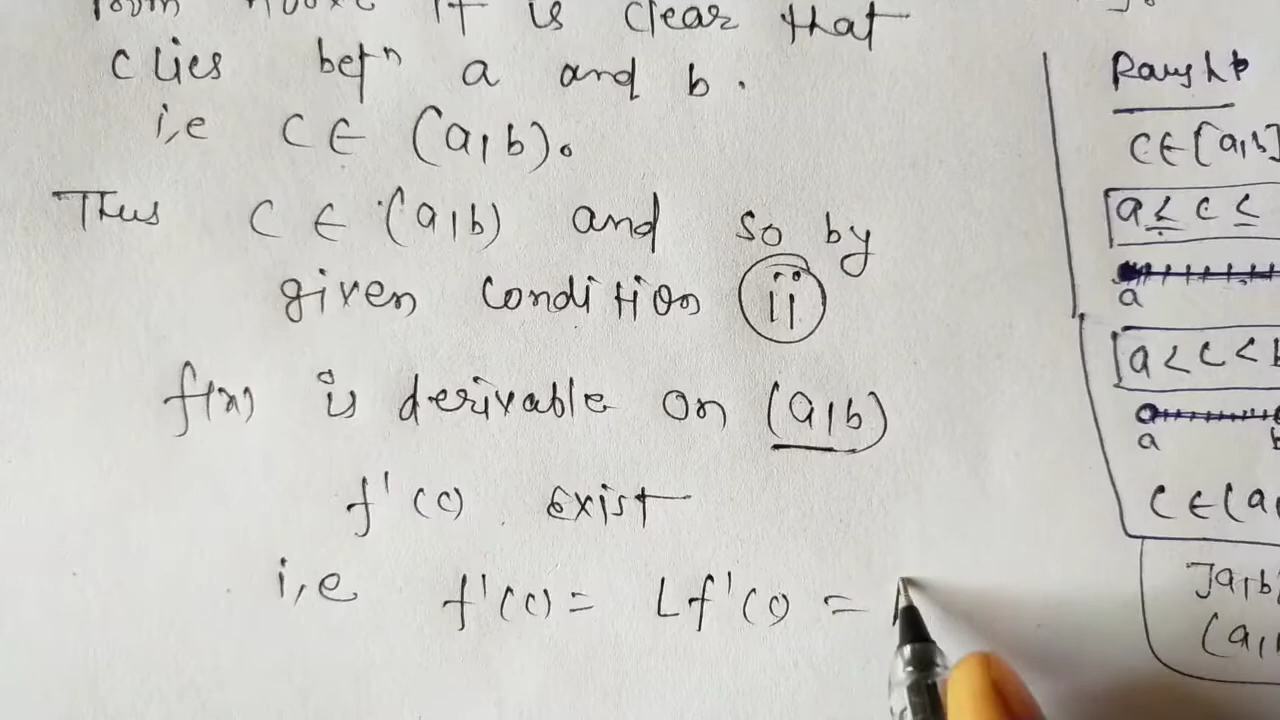 it is clear that
c lies betn a and b.
i,e c ∈ (a,b).
Thus c ∈ (a,b) and so by
given condition (ii)
f(x) is derivable on (a,b)
f'(c) exist
i,e f'(c) = Lf'(c) =
c∈[a,b]
a ≤ c ≤
a
a < c < b
a b
c ∈ (a,
]a,b
(a,